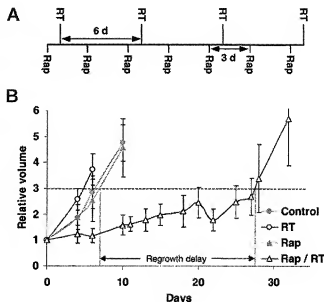 A
RT RT RT RT
6 d
3 d
Rap Rap Rap Rap Rap Rap Rap
B
Relative volume
6
5
4
3
2
1
0
Regrowth delay
Control
RT
Rap
Rap / RT
0 5 10 15 20 25 30
Days